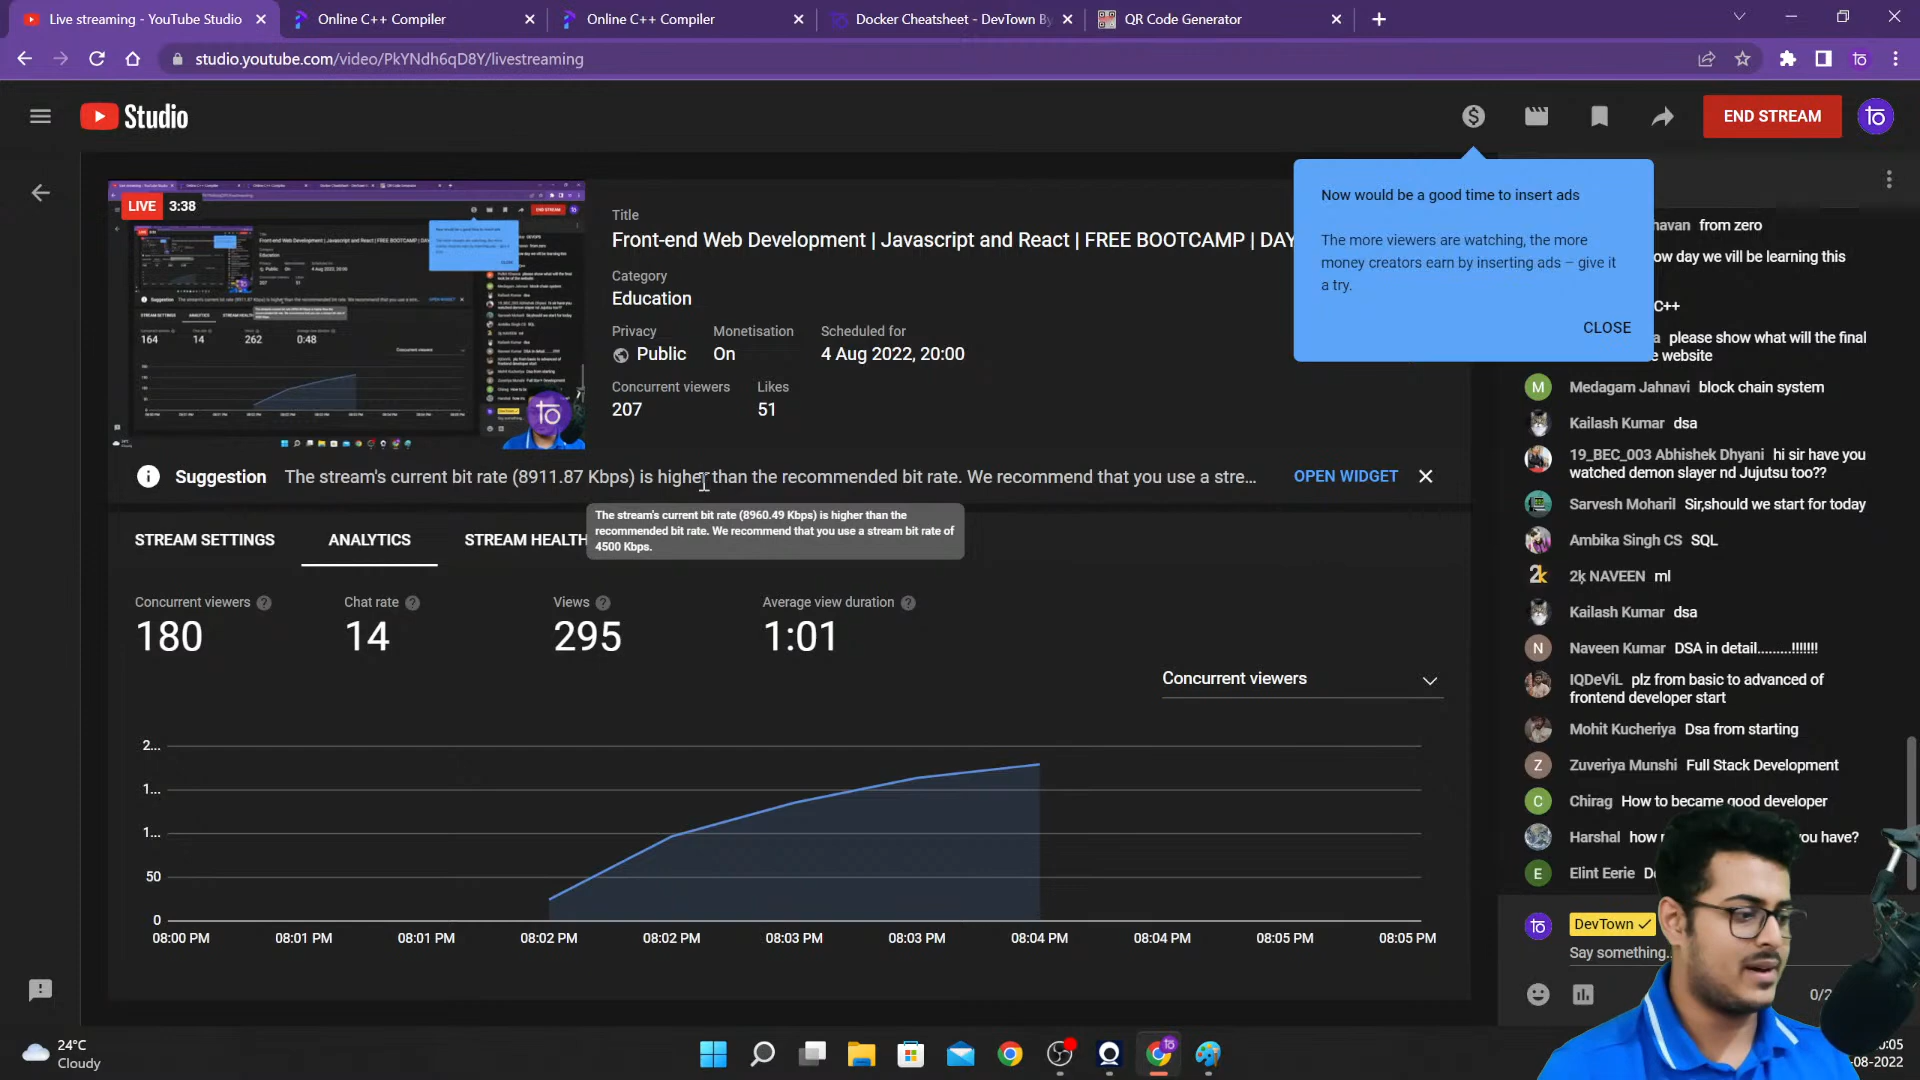 Live streaming - YouTube Studio
Online C++ Compiler
Online C++ Compiler
Docker Cheatsheet - DevTown By
QR Code Generator
studio.youtube.com/video/PkYNdh6qD8Y/livestreaming
Studio
END STREAM
LIVE 3:38
Title
Front-end Web Development | Javascript and React | FREE BOOTCAMP | DAY
Category
Education
Privacy Monetisation Scheduled for
Public On 4 Aug 2022, 20:00
Concurrent viewers Likes
207 51
Now would be a good time to insert ads
The more viewers are watching, the more
money creators earn by inserting ads – give it
a try.
CLOSE
Suggestion The stream's current bit rate (8911.87 Kbps) is higher than the recommended bit rate. We recommend that you use a stre...
OPEN WIDGET
The stream's current bit rate (8960.49 Kbps) is higher than the
recommended bit rate. We recommend that you use a stream bit rate of
4500 Kbps.
STREAM SETTINGS ANALYTICS STREAM HEALTH
Concurrent viewers Chat rate Views Average view duration
180 14 295 1:01
Concurrent viewers
2...
1...
1...
50
0
08:00 PM 08:01 PM 08:01 PM 08:02 PM 08:02 PM 08:03 PM 08:03 PM 08:04 PM 08:04 PM 08:05 PM 08:05 PM
from zero
day we vill be learning this
C++
please show what will the final
website
Medagam Jahnavi block chain system
Kailash Kumar dsa
19_BEC_003 Abhishek Dhyani hi sir have you
watched demon slayer nd Jujutsu too??
Sarvesh Moharil Sir,should we start for today
Ambika Singh CS SQL
2ķ NAVEEN ml
Kailash Kumar dsa
Naveen Kumar DSA in detail.........!!!!!!!
IQDeViL plz from basic to advanced of
frontend developer start
Mohit Kucheriya Dsa from starting
Zuveriya Munshi Full Stack Development
Chirag How to became good developer
Harshal you have?
Elint Eerie
DevTown
Say something...
24°C
Cloudy
-08-2022